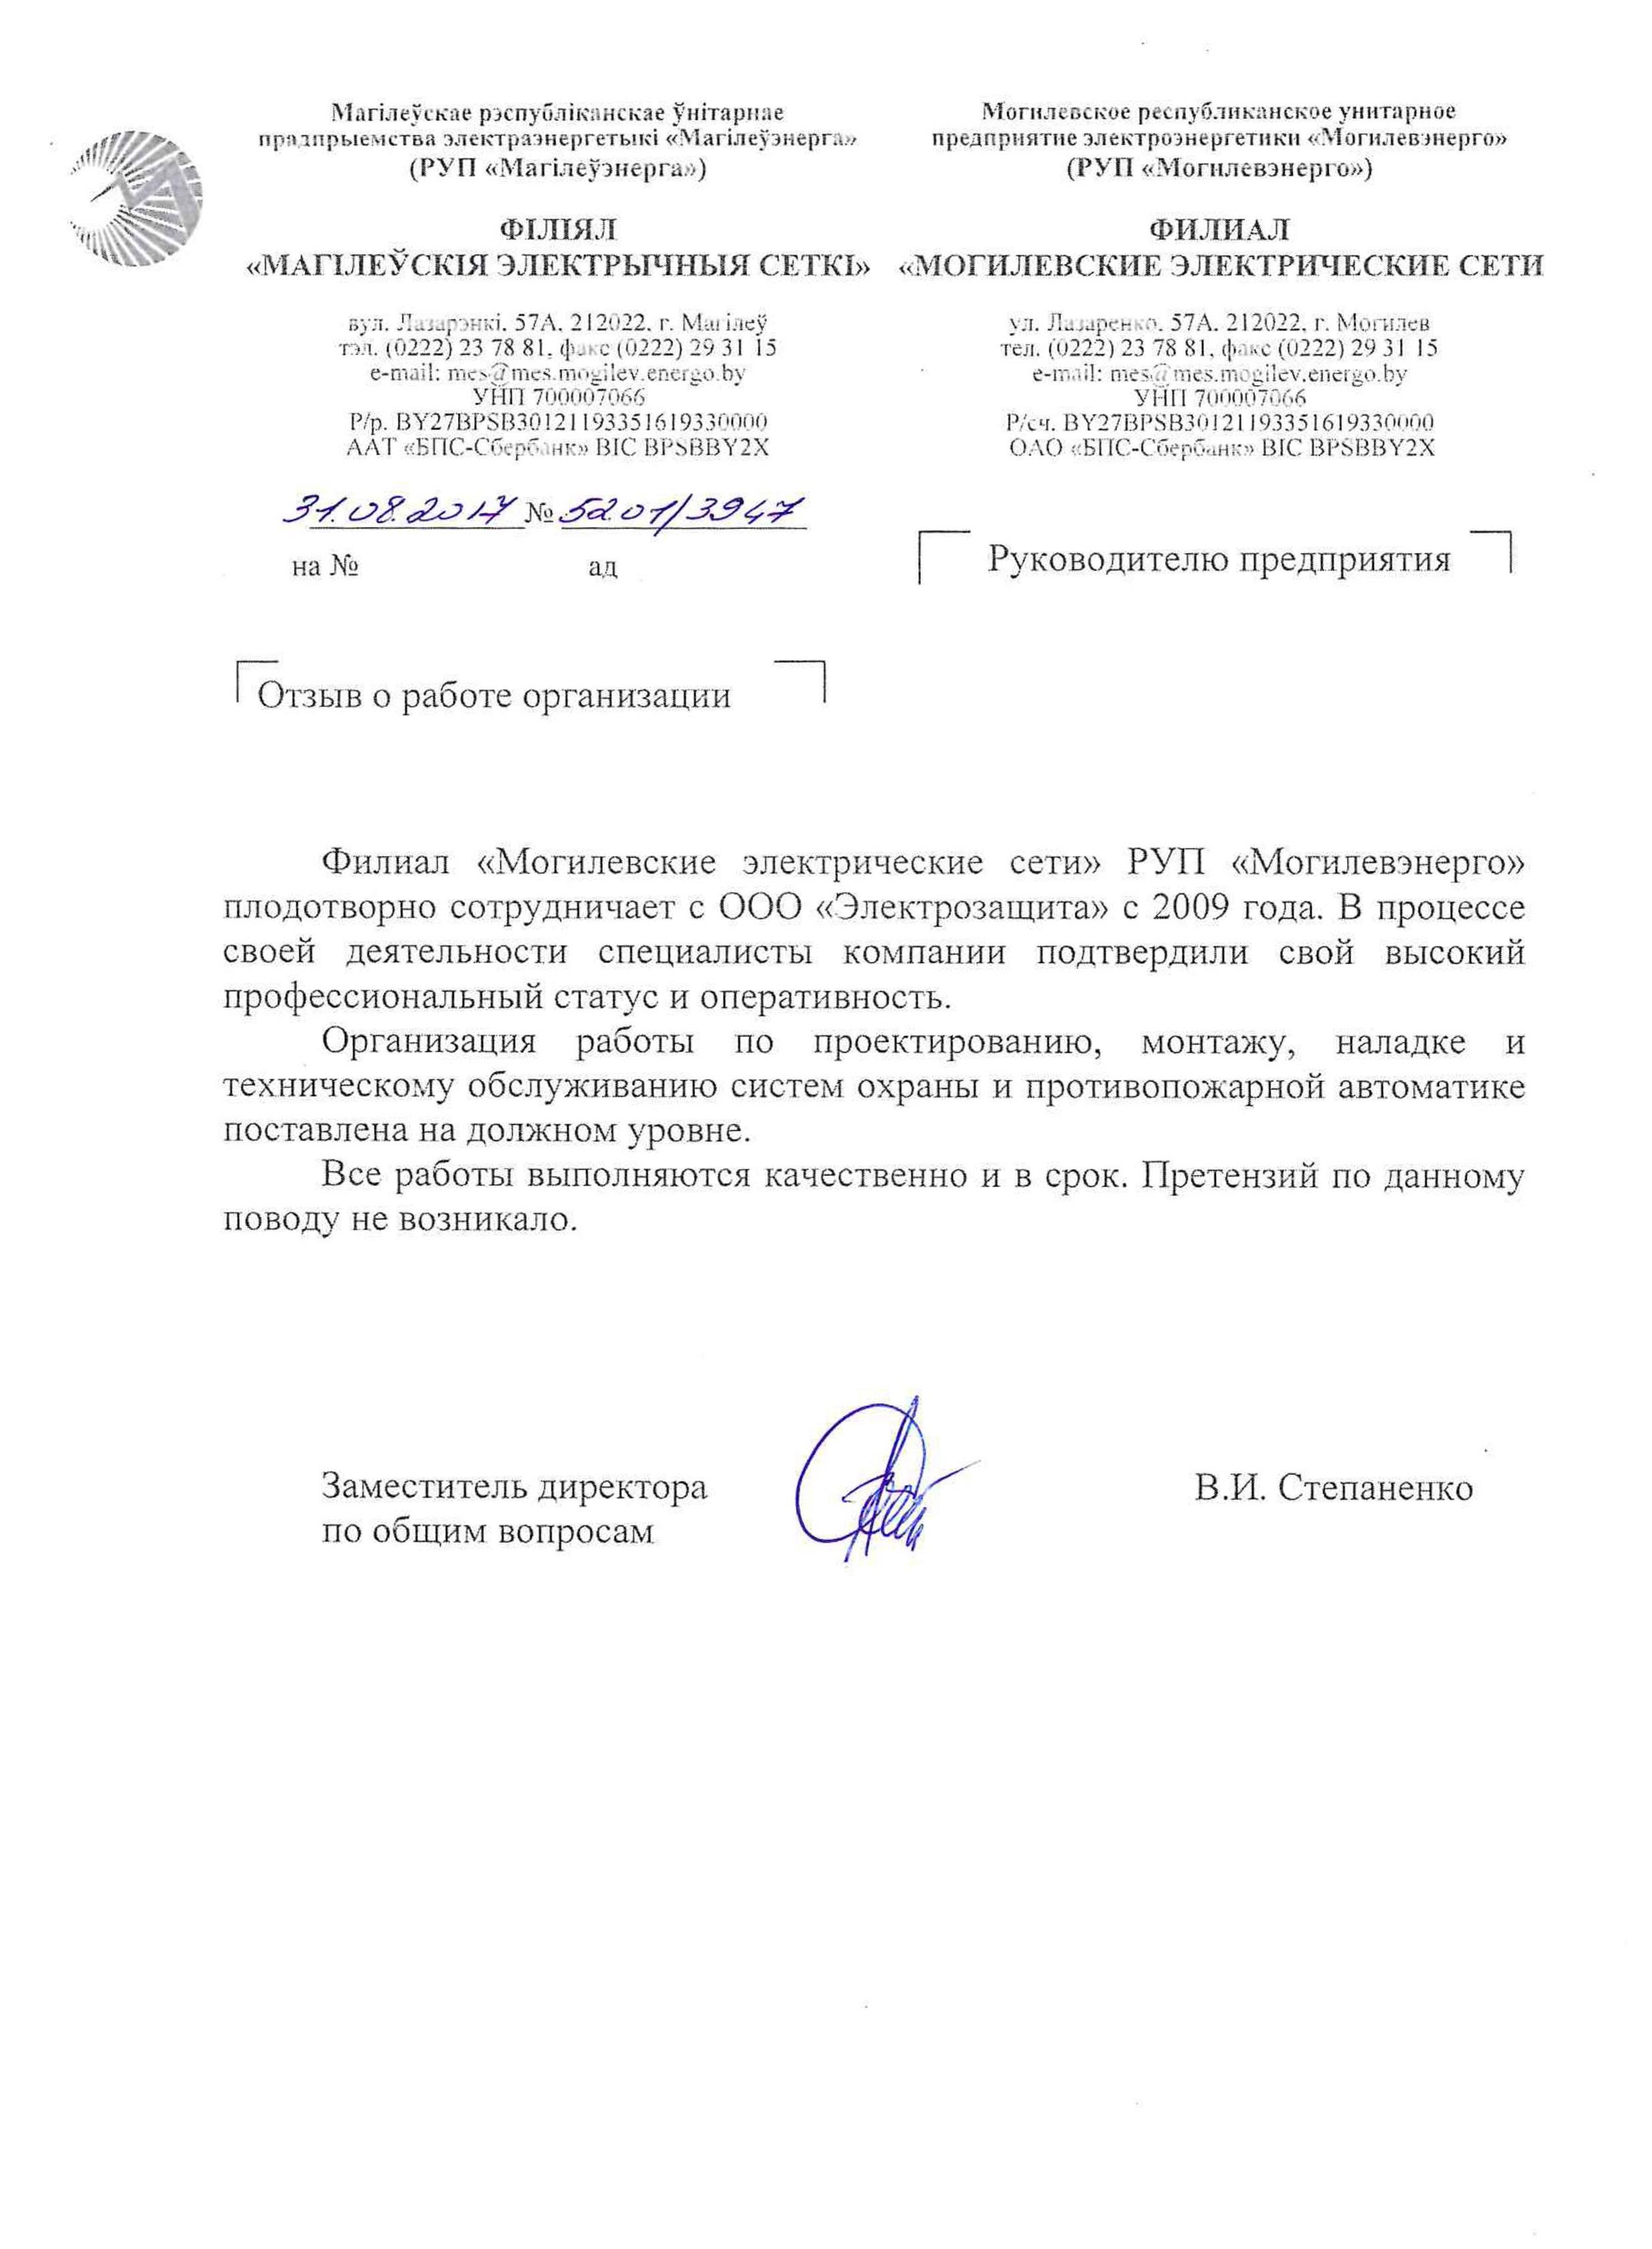 Магілеўскае рэспубліканскае ўнітарнае
прадпрыемства электраэнергетыкі «Магілеўэнерга»
(РУП «Магілеўэнерга»)
ФІЛІЯЛ
«МАГІЛЕЎСКІЯ ЭЛЕКТРЫЧНЫЯ СЕТКІ»
вул. Лазарэнкі, 57А, 212022, г. Магілеў
тэл. (0222) 23 78 81, факс (0222) 29 31 15
e-mail: mes@mes.mogilev.energo.by
УНП 700007066
Р/р. BY27BPSB30121193351619330000
ААТ «БПС-Сбербанк» BIC BPSBBY2X
Могилевское республиканское унитарное
предприятие электроэнергетики «Могилевэнерго»
(РУП «Могилевэнерго»)
ФИЛИАЛ
«МОГИЛЕВСКИЕ ЭЛЕКТРИЧЕСКИЕ СЕТИ
ул. Лазаренко, 57А, 212022, г. Могилев
тел. (0222) 23 78 81, факс (0222) 29 31 15
e-mail: mes@mes.mogilev.energo.by
УНП 700007066
Р/сч. BY27BPSB30121193351619330000
ОАО «БПС-Сбербанк» BIC BPSBBY2X
31.08.2017 № 52.01/3947
на № ад
Руководителю предприятия
Отзыв о работе организации
Филиал «Могилевские электрические сети» РУП «Могилевэнерго»
плодотворно сотрудничает с ООО «Электрозащита» с 2009 года. В процессе
своей деятельности специалисты компании подтвердили свой высокий
профессиональный статус и оперативность.
Организация работы по проектированию, монтажу, наладке и
техническому обслуживанию систем охраны и противопожарной автоматике
поставлена на должном уровне.
Все работы выполняются качественно и в срок. Претензий по данному
поводу не возникало.
Заместитель директора
по общим вопросам
В.И. Степаненко